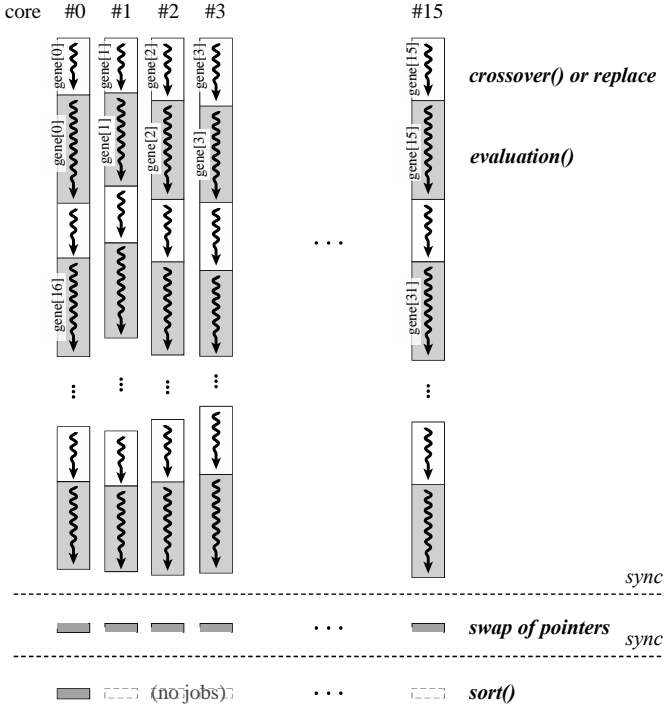 core #0 #1 #2 #3 #15
gene[0] gene[1] gene[2] gene[3] gene[15]
crossover() or replace
gene[0] gene[1] gene[2] gene[3] gene[15]
evaluation()
. . .
gene[16] gene[31]
... ... ... ... ...
sync
. . . swap of pointers
sync
(no jobs) . . . sort()